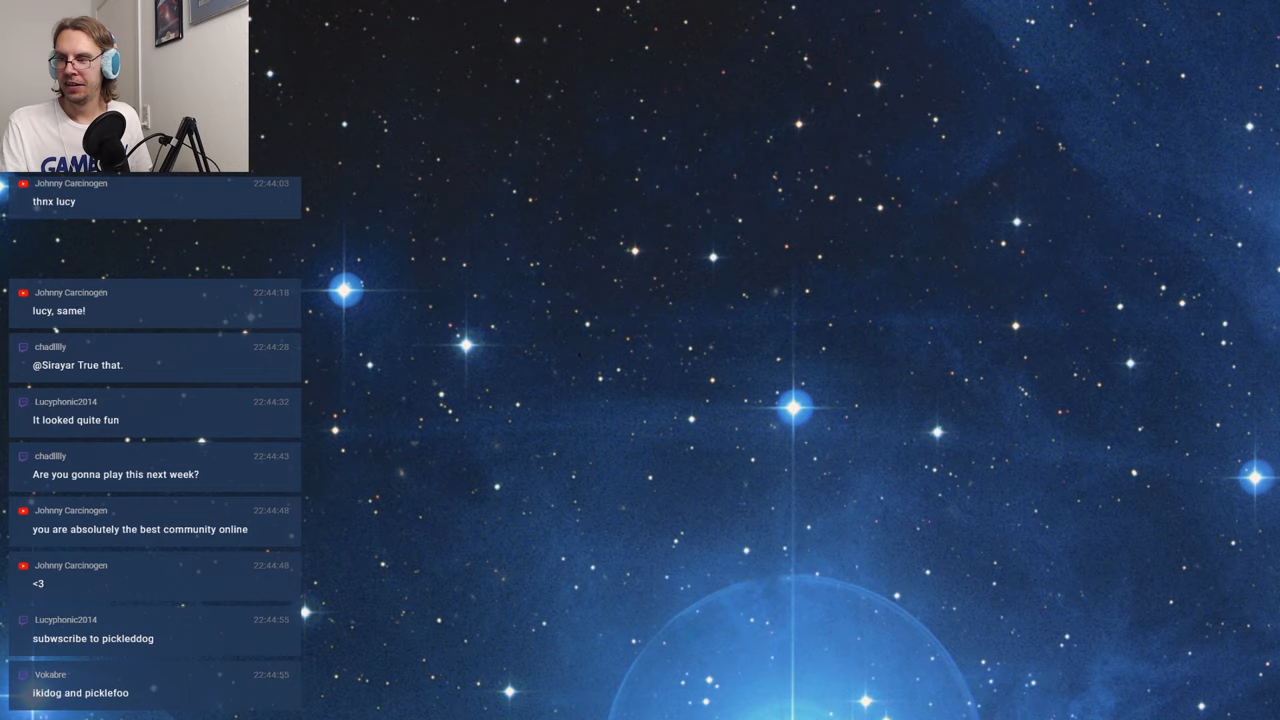 GAME
Johnny Carcinogen 22:44:03
thnx lucy
Johnny Carcinogen 22:44:18
lucy, same!
chadlllly 22:44:28
@Sirayar True that.
Lucyphonic2014 22:44:32
It looked quite fun
chadlllly 22:44:43
Are you gonna play this next week?
Johnny Carcinogen 22:44:48
you are absolutely the best community online
Johnny Carcinogen 22:44:48
<3
Lucyphonic2014 22:44:55
subwscribe to pickleddog
Vokabre 22:44:55
ikidog and picklefoo